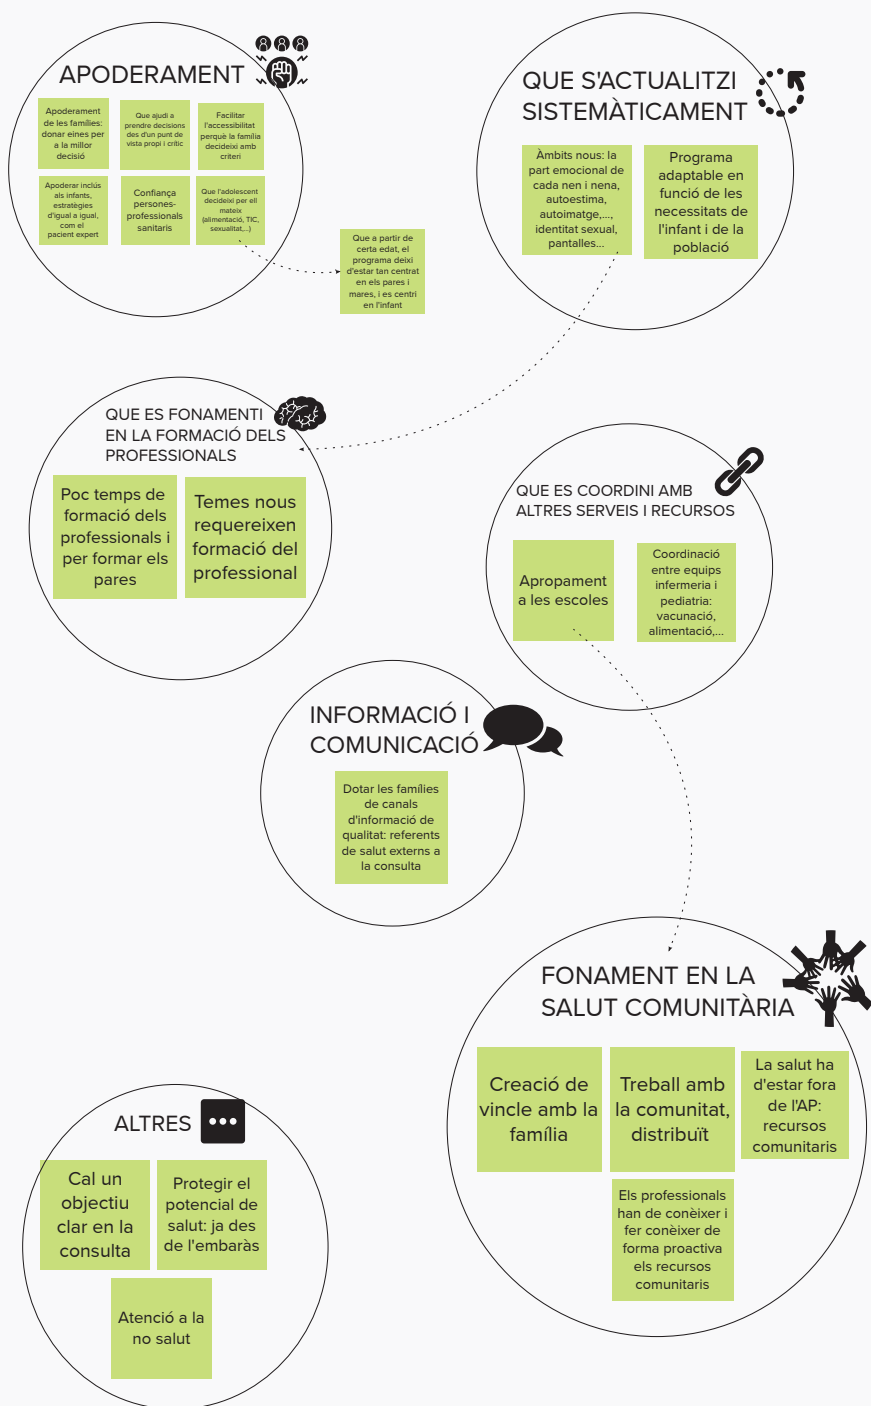 APODERAMENT
Apoderament
de les famílies:
donar eines per
a la millor
decisió
Que ajudi a
prendre decisions
des d'un punt de
vista propi i crític
Facilitar
l'accessibilitat
perquè la família
decideixi amb
criteri
Apoderar inclús
als infants,
estratègies
d'igual a igual,
com el
pacient expert
Confiança
persones-
professionals
sanitaris
Que l'adolescent
decideixi per ell
mateix
(alimentació, TIC,
sexualitat,..)
Que a partir de
certa edat, el
programa deixi
d'estar tan centrat
en els pares i
mares, i es centri
en l'infant
QUE S'ACTUALITZI
SISTEMÀTICAMENT
Àmbits nous: la
part emocional de
cada nen i nena,
autoestima,
autoimatge,...,
identitat sexual,
pantalles...
Programa
adaptable en
funció de les
necessitats de
l'infant i de la
població
QUE ES FONAMENTI
EN LA FORMACIÓ DELS
PROFESSIONALS
Poc temps de
formació dels
professionals i
per formar els
pares
Temes nous
requereixen
formació del
professional
QUE ES COORDINI AMB
ALTRES SERVEIS I RECURSOS
Apropament
a les escoles
Coordinació
entre equips
infermeria i
pediatria:
vacunació,
alimentació,...
INFORMACIÓ I
COMUNICACIÓ
Dotar les famílies
de canals
d'informació de
qualitat: referents
de salut externs a
la consulta
FONAMENT EN LA
SALUT COMUNITÀRIA
Creació de
vincle amb la
família
Treball amb
la comunitat,
distribuït
La salut ha
d'estar fora
de l'AP:
recursos
comunitaris
Els professionals
han de conèixer i
fer conèixer de
forma proactiva
els recursos
comunitaris
ALTRES
Cal un
objectiu
clar en la
consulta
Protegir el
potencial de
salut: ja des
de l'embaràs
Atenció a la
no salut